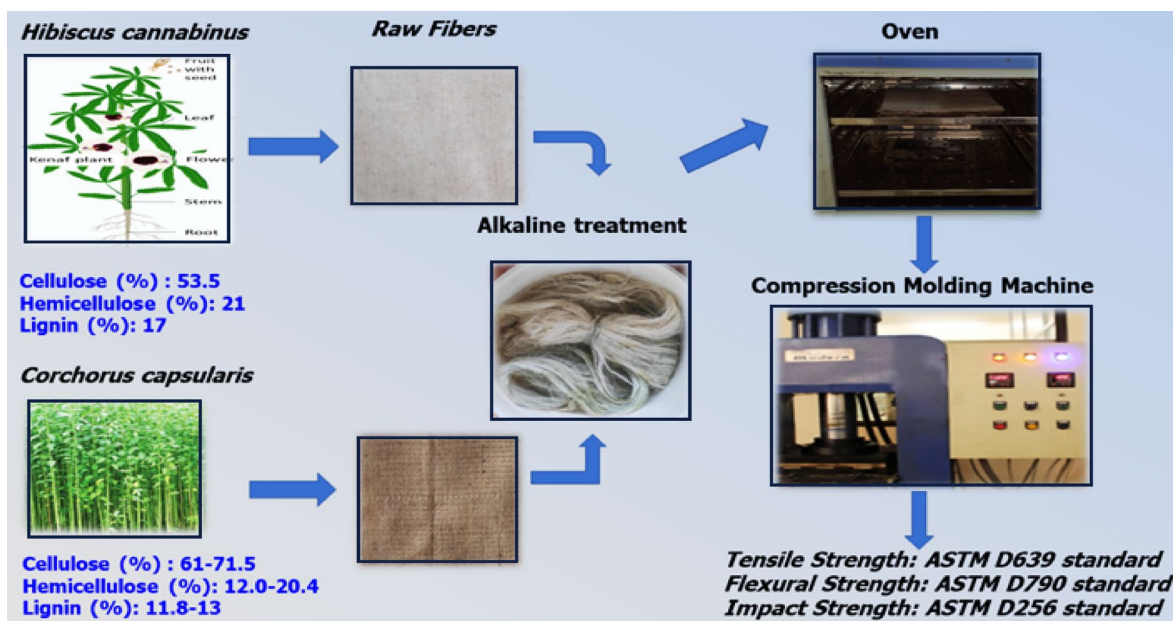 Hibiscus cannabinus
Fruit
with
seed
Leaf
Kenaf plant
Flower
Stem
Root
Cellulose (%) : 53.5
Hemicellulose (%): 21
Lignin (%): 17
Corchorus capsularis
Cellulose (%) : 61-71.5
Hemicellulose (%): 12.0-20.4
Lignin (%): 11.8-13
Raw Fibers
Alkaline treatment
Oven
Compression Molding Machine
Modern
Tensile Strength: ASTM D639 standard
Flexural Strength: ASTM D790 standard
Impact Strength: ASTM D256 standard